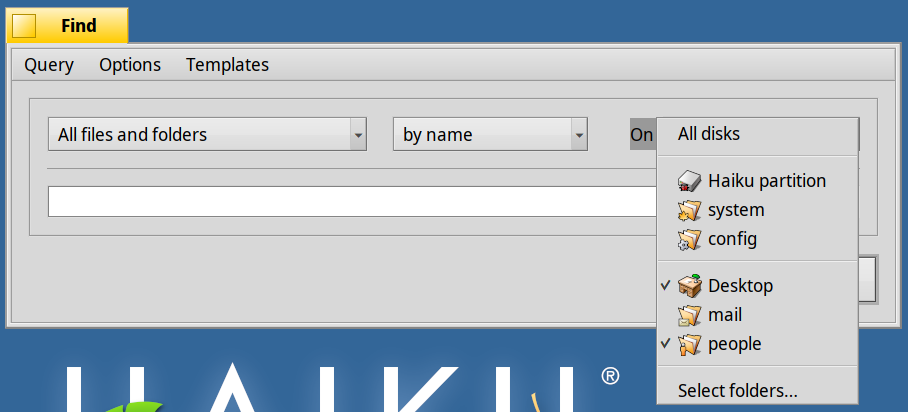 Find
Query Options Templates
All files and folders by name On
All disks
Haiku partition
system
config
Desktop
mail
people
Select folders...
HAIKU®